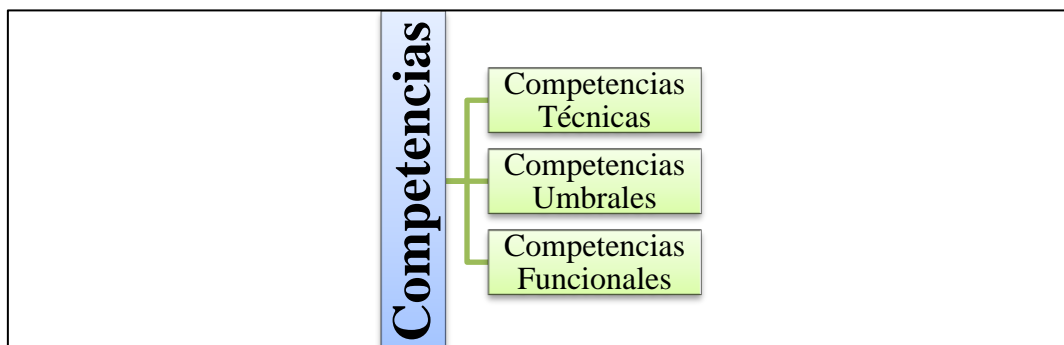 Competencias
Competencias
Técnicas
Competencias
Umbrales
Competencias
Funcionales